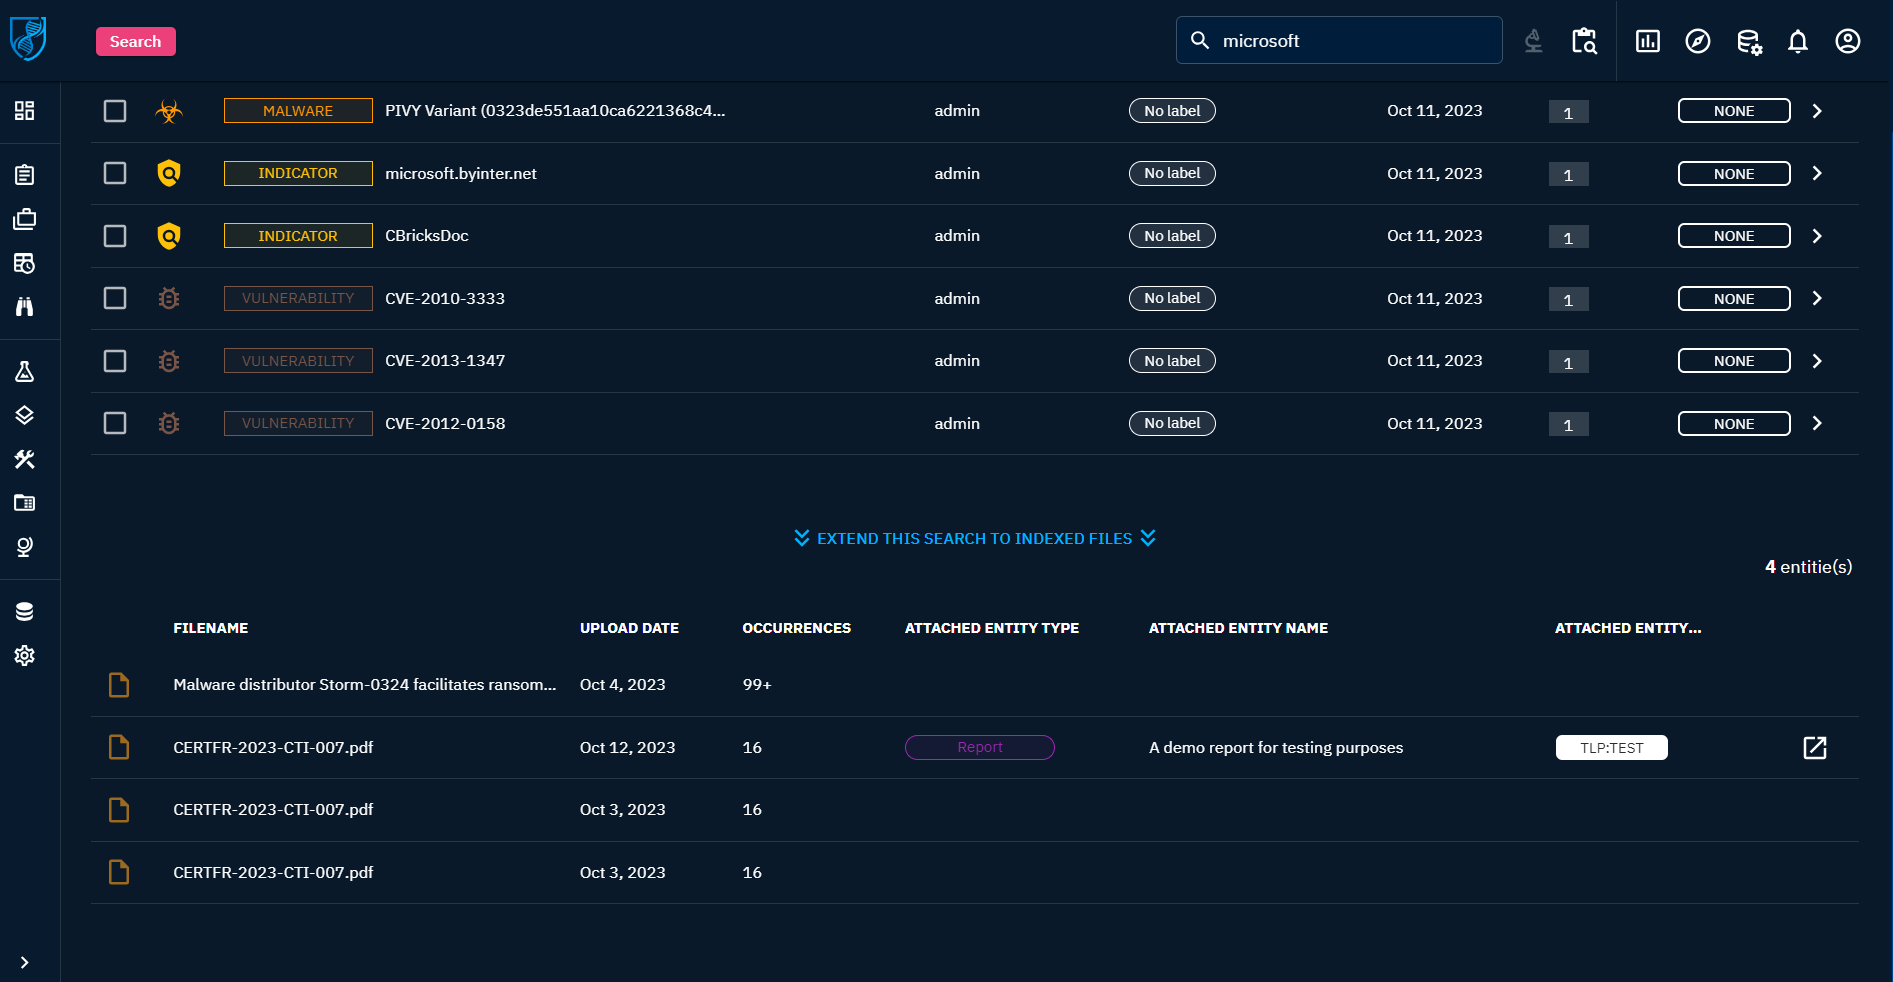 Search
microsoft
MALWARE PIVY Variant (0323de551aa10ca6221368c4... admin No label Oct 11, 2023 1 NONE
INDICATOR microsoft.byinter.net admin No label Oct 11, 2023 1 NONE
INDICATOR CBricksDoc admin No label Oct 11, 2023 1 NONE
VULNERABILITY CVE-2010-3333 admin No label Oct 11, 2023 1 NONE
VULNERABILITY CVE-2013-1347 admin No label Oct 11, 2023 1 NONE
VULNERABILITY CVE-2012-0158 admin No label Oct 11, 2023 1 NONE
EXTEND THIS SEARCH TO INDEXED FILES
4 entitie(s)
FILENAME UPLOAD DATE OCCURRENCES ATTACHED ENTITY TYPE ATTACHED ENTITY NAME ATTACHED ENTITY...
Malware distributor Storm-0324 facilitates ransom... Oct 4, 2023 99+
CERTFR-2023-CTI-007.pdf Oct 12, 2023 16 Report A demo report for testing purposes TLP:TEST
CERTFR-2023-CTI-007.pdf Oct 3, 2023 16
CERTFR-2023-CTI-007.pdf Oct 3, 2023 16